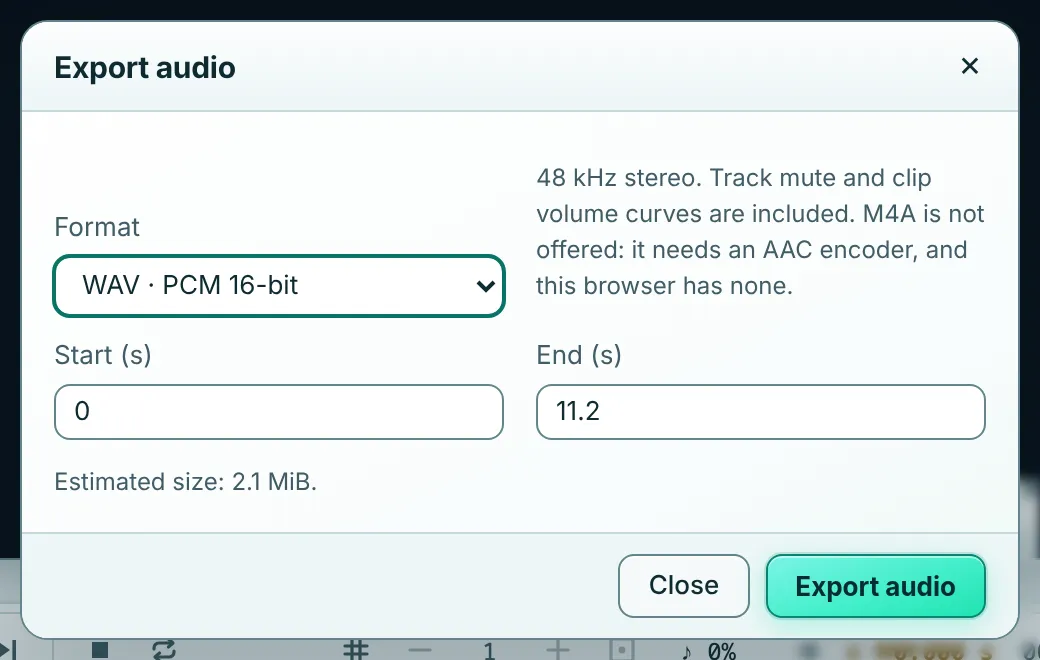 Export audio
48 kHz stereo. Track mute and clip
volume curves are included. M4A is not
offered: it needs an AAC encoder, and
this browser has none.
Format
WAV · PCM 16-bit
Start (s)
End (s)
0
11.2
Estimated size: 2.1 MiB.
Close
Export audio
1
0%